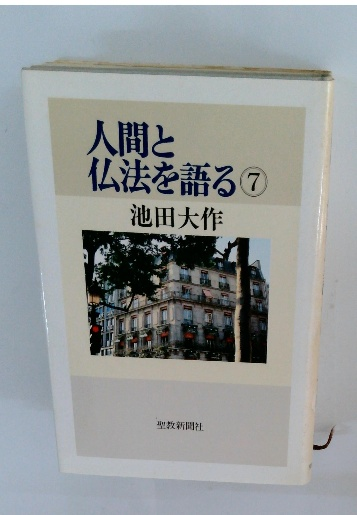 人間と
仏法を語る⑦
池田大作
聖教新聞社